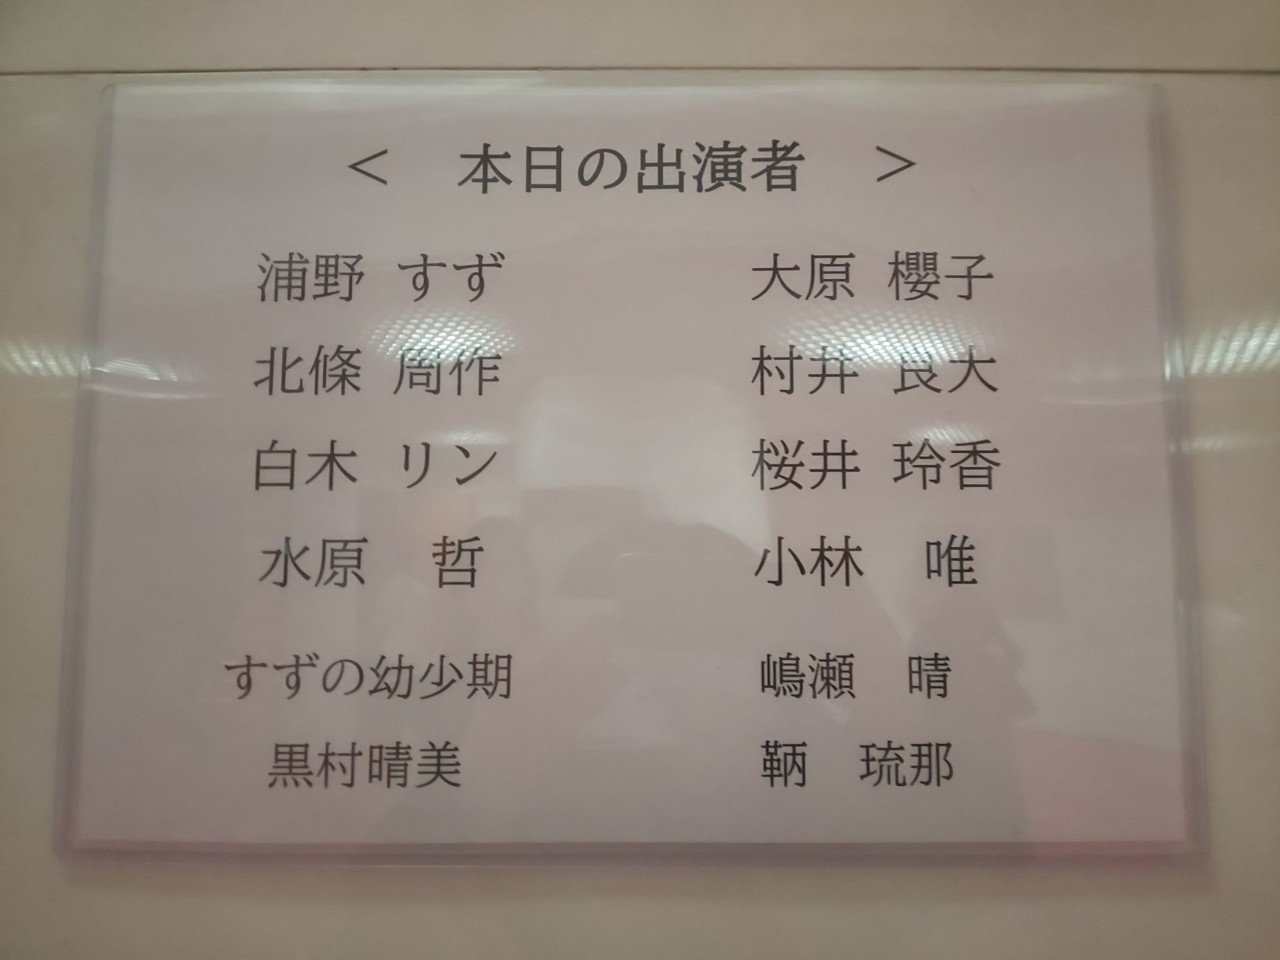 ＜　本日の出演者　＞
浦野 すず　大原 櫻子
北條 周作　村井 良大
白木 リン　桜井 玲香
水原　哲　小林　唯
すずの幼少期　嶋瀬　晴
黒村晴美　鞆　琉那